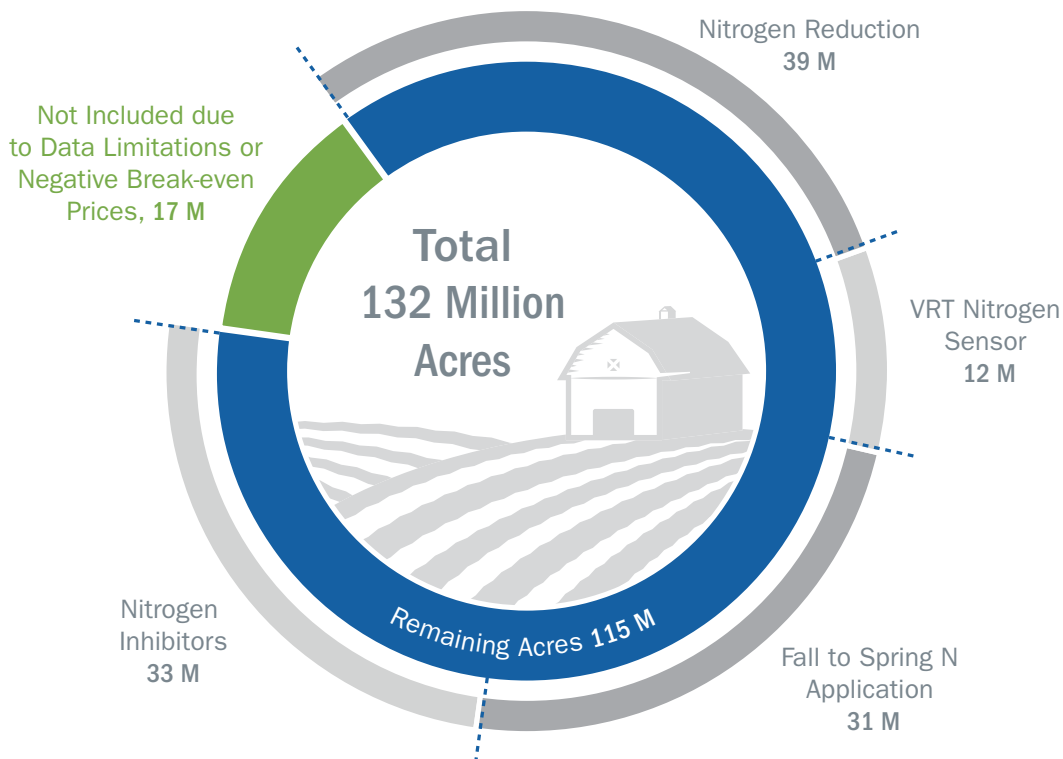 Nitrogen Reduction
39 M
Not Included due
to Data Limitations or
Negative Break-even
Prices, 17 M
Total
132 Million
Acres
VRT Nitrogen
Sensor
12 M
Nitrogen
Inhibitors
33 M
Remaining Acres 115 M
Fall to Spring N
Application
31 M